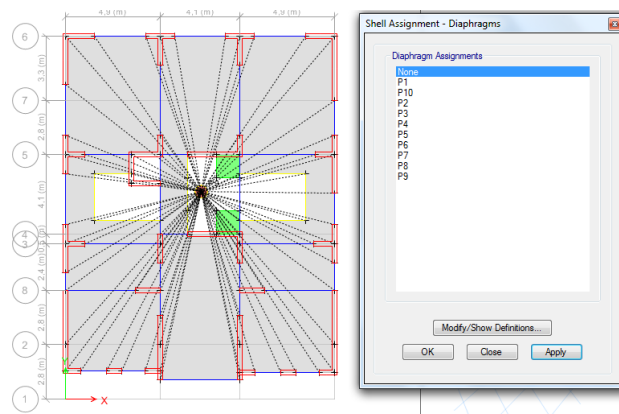 4,9 (m)
4,1 (m)
4,9 (m)
6
3,3 (m)
7
2,8 (m)
5
4,1 (m)
3
2,4 (m)
8
2,8 (m)
2
2,8 (m)
1
X
Shell Assignment - Diaphragms
Diaphragm Assignments
None
P1
P10
P2
P3
P4
P5
P6
P7
P8
P9
Modify/Show Definitions...
OK
Close
Apply